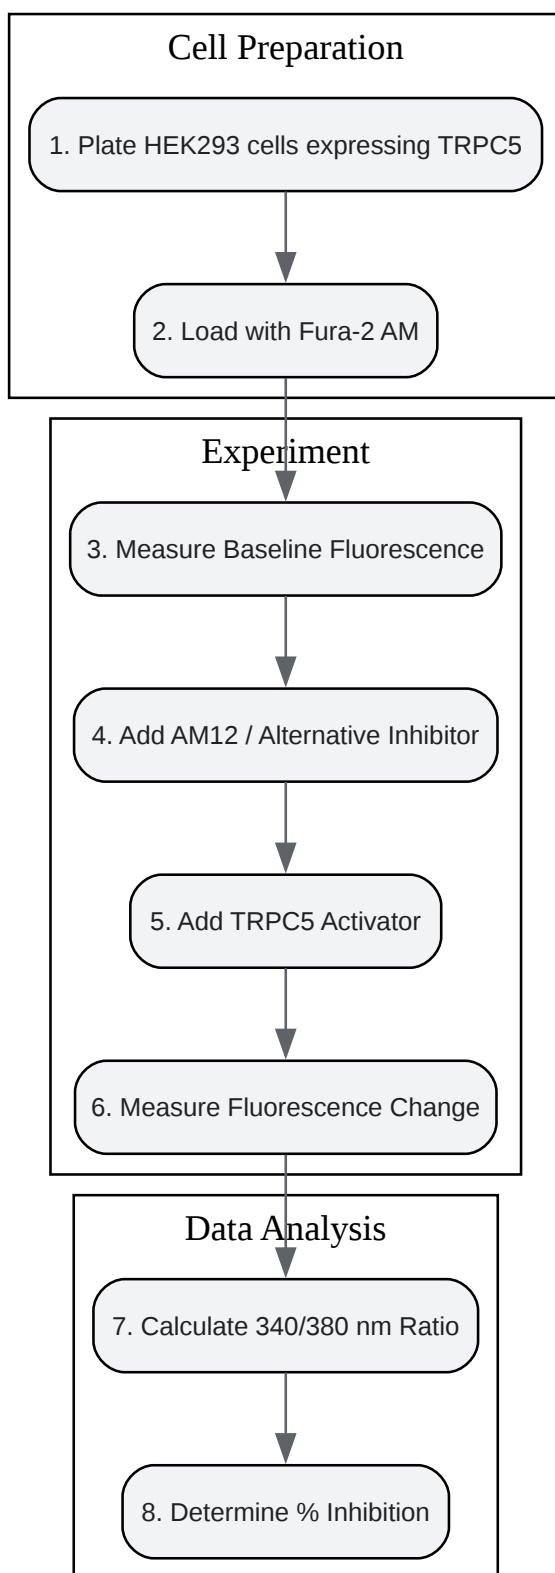 Cell Preparation
1. Plate HEK293 cells expressing TRPC5
2. Load with Fura-2 AM
Experiment
3. Measure Baseline Fluorescence
4. Add AM12 / Alternative Inhibitor
5. Add TRPC5 Activator
6. Measure Fluorescence Change
Data Analysis
7. Calculate 340/380 nm Ratio
8. Determine % Inhibition